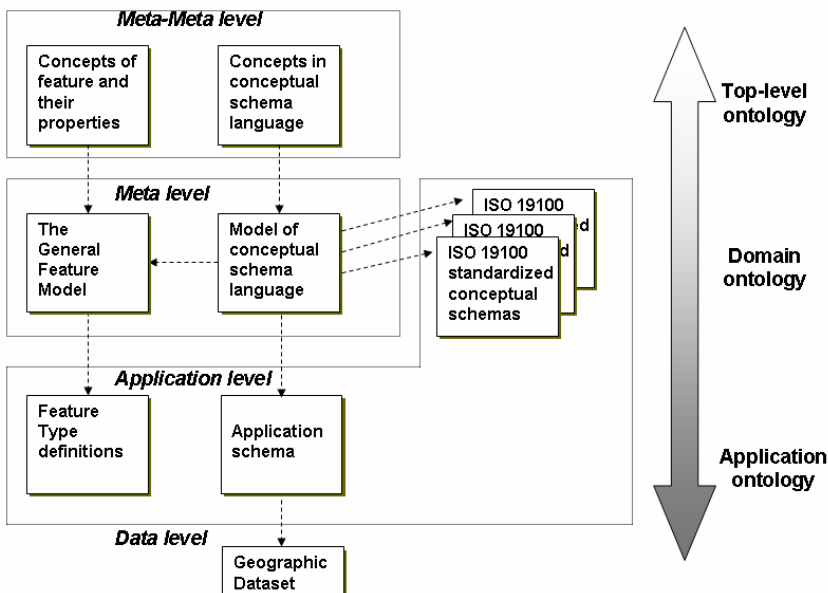 Meta-Meta level
Concepts of
feature and
their
properties
Concepts in
conceptual
schema
language
Meta level
The
General
Feature
Model
Model of
conceptual
schema
language
ISO 19100
ed
ISO 19100
d
ISO 19100
standardized
conceptual
schemas
Application level
Feature
Type
definitions
Application
schema
Data level
Geographic
Dataset
Top-level
ontology
Domain
ontology
Application
ontology